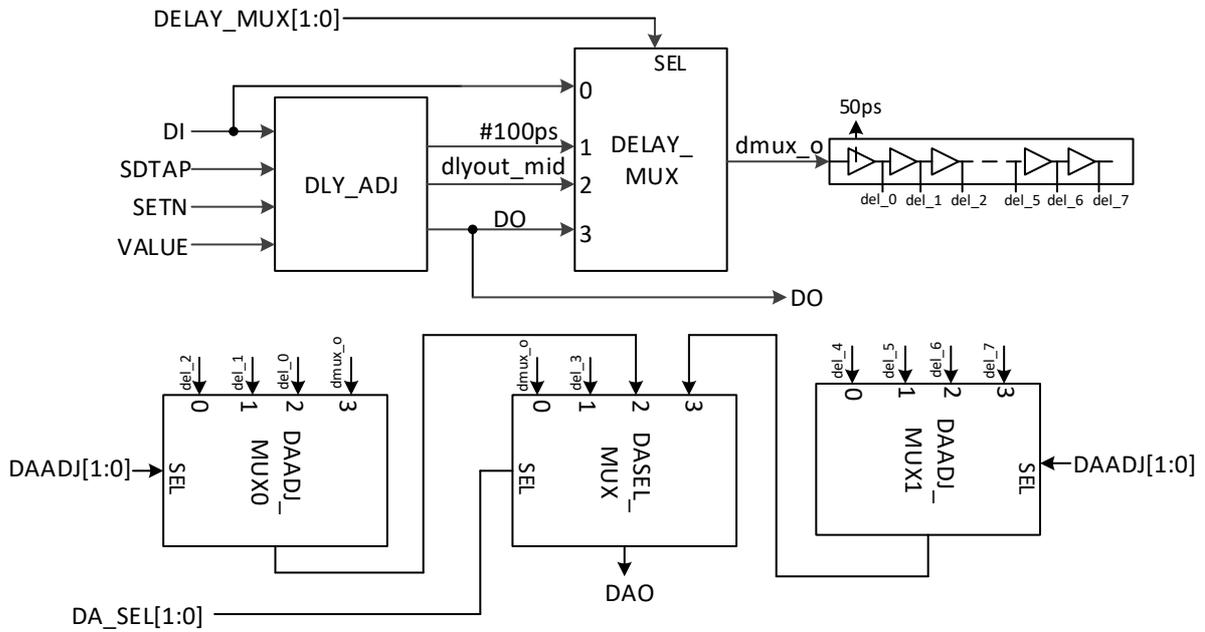 DELAY_MUX[1:0]
SEL
0
DI
#100ps
1
DELAY_
MUX
dlyout_mid
2
SDTAP
DLY_ADJ
SETN
DO
3
VALUE
DO
50ps
dmux_o
del_0
del_1
del_2
del_5
del_6
del_7
del_2
del_1
del_0
dmux_o
0
1
2
3
DAADJ_
MUX0
SEL
DAADJ[1:0]
dmux_o
del_3
0
1
2
3
DASEL_
MUX
SEL
DAO
DA_SEL[1:0]
del_4
del_5
del_6
del_7
0
1
2
3
DAADJ_
MUX1
SEL
DAADJ[1:0]